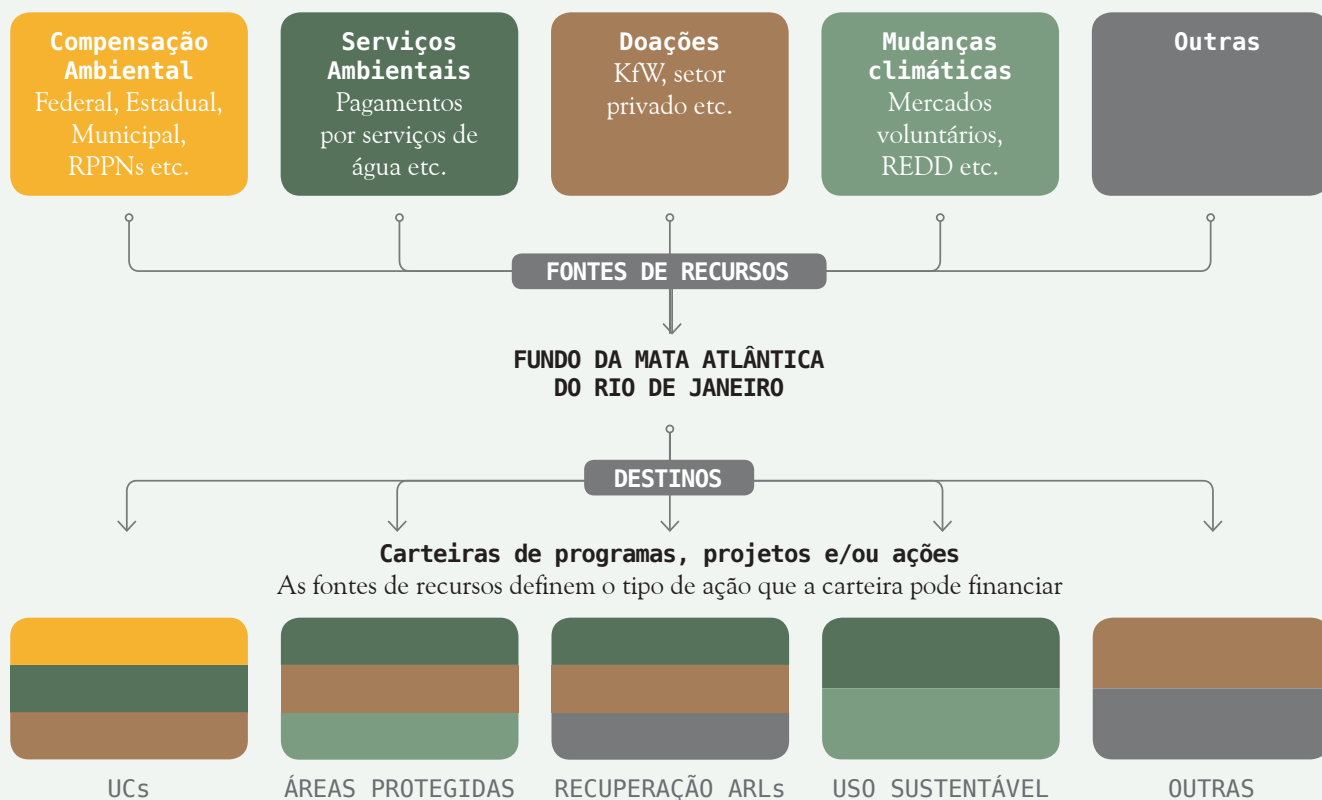 Compensação
Ambiental
Federal, Estadual,
Municipal,
RPPNs etc.
Serviços
Ambientais
Pagamentos
por serviços de
água etc.
Doações
KfW, setor
privado etc.
Mudanças
climáticas
Mercados
voluntários,
REDD etc.
Outras
FONTES DE RECURSOS
FUNDO DA MATA ATLÂNTICA
DO RIO DE JANEIRO
DESTINOS
Carteiras de programas, projetos e/ou ações
As fontes de recursos definem o tipo de ação que a carteira pode financiar
UCs
ÁREAS PROTEGIDAS
RECUPERAÇÃO ARLs
USO SUSTENTÁVEL
OUTRAS